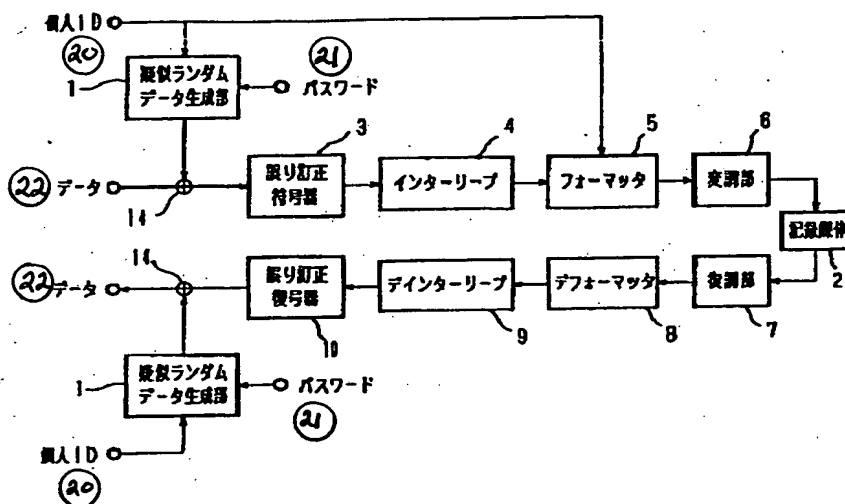 個人ID
20
1
疑似ランダム
データ生成部
21
パスワード
3
4
5
6
22
データ
14
誤り訂正
符号器
インターリーブ
フォーマッタ
変調部
記録媒体
2
14
22
データ
誤り訂正
復号器
デインターリーブ
デフォーマッタ
復調部
10
9
8
7
1
疑似ランダム
データ生成部
パスワード
21
個人ID
20